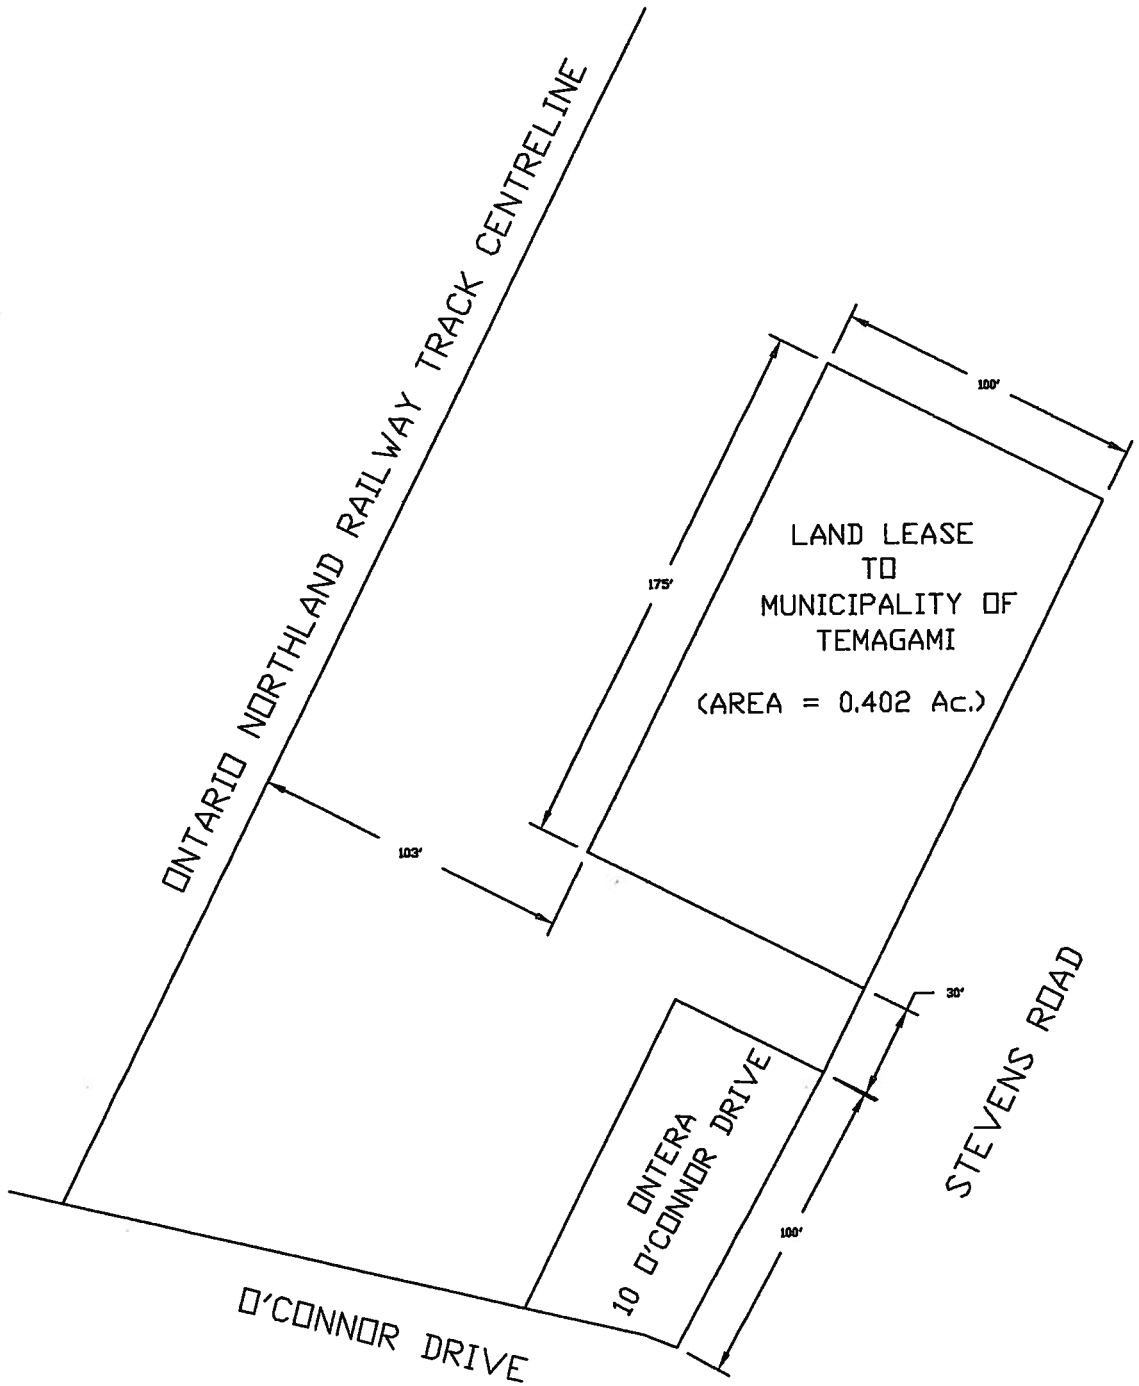 ONTARIO NORTHLAND RAILWAY TRACK CENTRELINE
100'
175'
LAND LEASE
TO
MUNICIPALITY OF
TEMAGAMI
(AREA = 0.402 Ac.)
103'
30'
STEVENS ROAD
ONTERA
10 O'CONNOR DRIVE
100'
O'CONNOR DRIVE